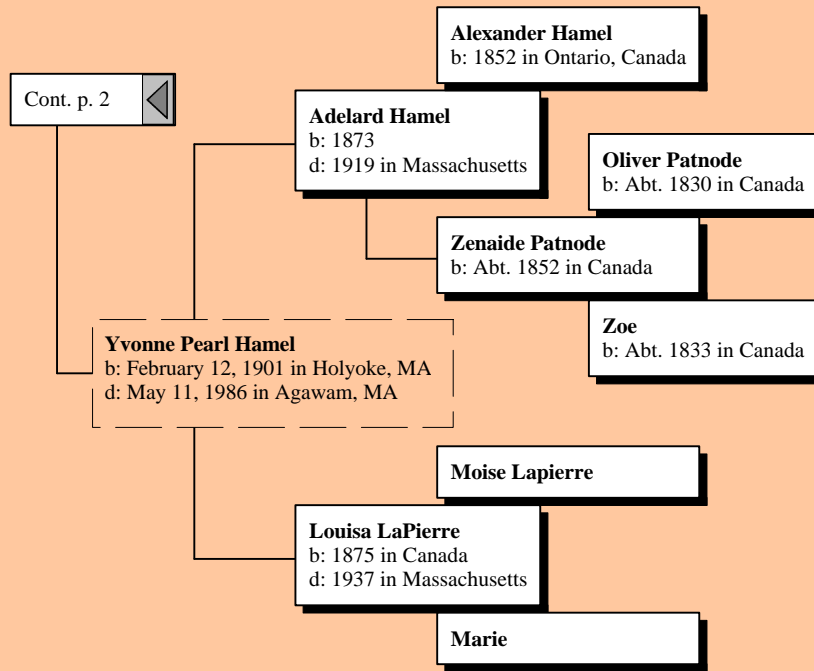 Alexander Hamel
b: 1852 in Ontario, Canada
Cont. p. 2
Adelard Hamel
b: 1873
d: 1919 in Massachusetts
Oliver Patnode
b: Abt. 1830 in Canada
Zenaide Patnode
b: Abt. 1852 in Canada
Zoe
b: Abt. 1833 in Canada
Yvonne Pearl Hamel
b: February 12, 1901 in Holyoke, MA
d: May 11, 1986 in Agawam, MA
Moise Lapierre
Louisa LaPierre
b: 1875 in Canada
d: 1937 in Massachusetts
Marie